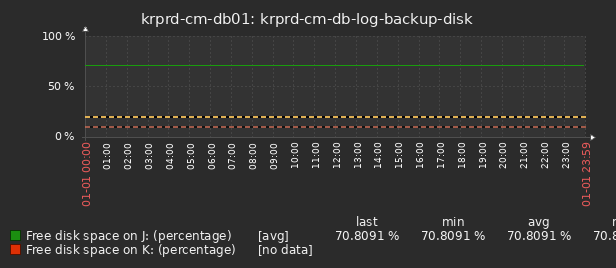 krprd-cm-db01: krprd-cm-db-log-backup-disk
100 %
50 %
0 %
01-01 00:00 01:00 02:00 03:00 04:00 05:00 06:00 07:00 08:00 09:00 10:00 11:00 12:00 13:00 14:00 15:00 16:00 17:00 18:00 19:00 20:00 21:00 22:00 23:00 01-01 23:59
last min avg
Free disk space on J: (percentage) [avg] 70.8091 % 70.8091 % 70.8091 % 70.8
Free disk space on K: (percentage) [no data]